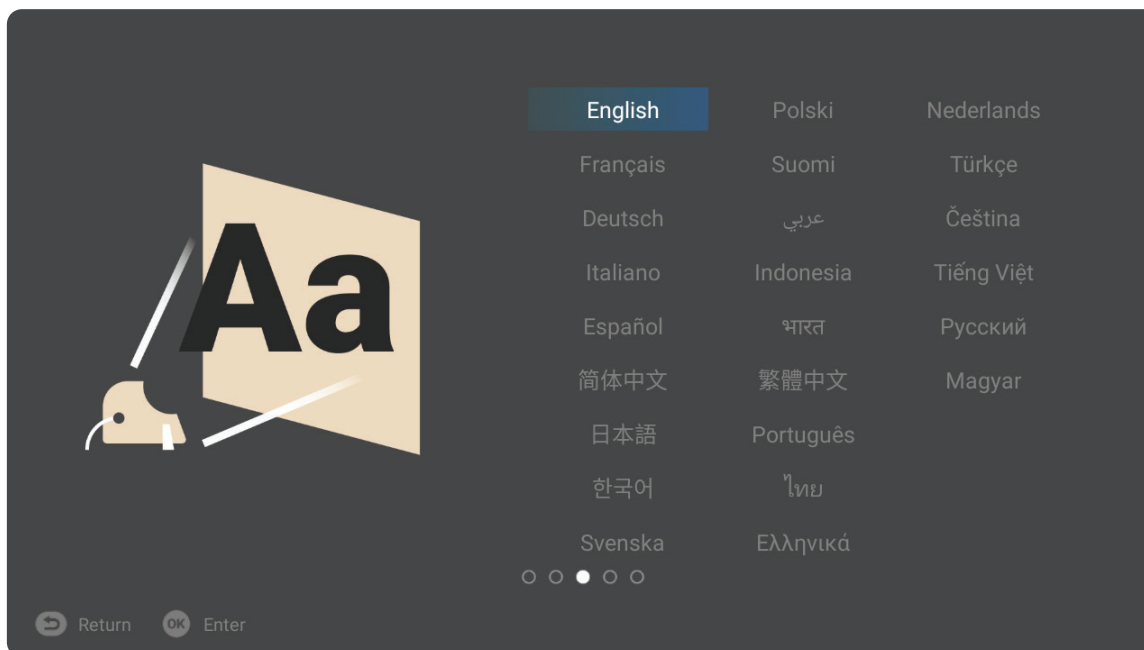 English Polski Nederlands
Français Suomi Türkçe
Deutsch عربي Čeština
Italiano Indonesia Tiếng Việt
Español भारत Русский
简体中文 繁體中文 Magyar
日本語 Português
한국어 ไทย
Svenska Ελληνικά
Aa
Return OK Enter